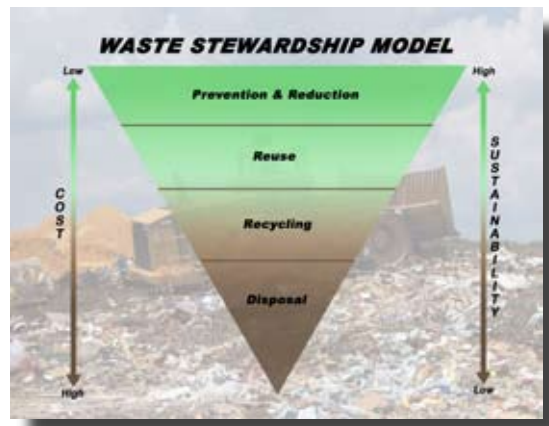 WASTE STEWARDSHIP MODEL
Low
High
Prevention & Reduction
Reuse
COST
SUSTAINABILITY
Recycling
Disposal
High
Low